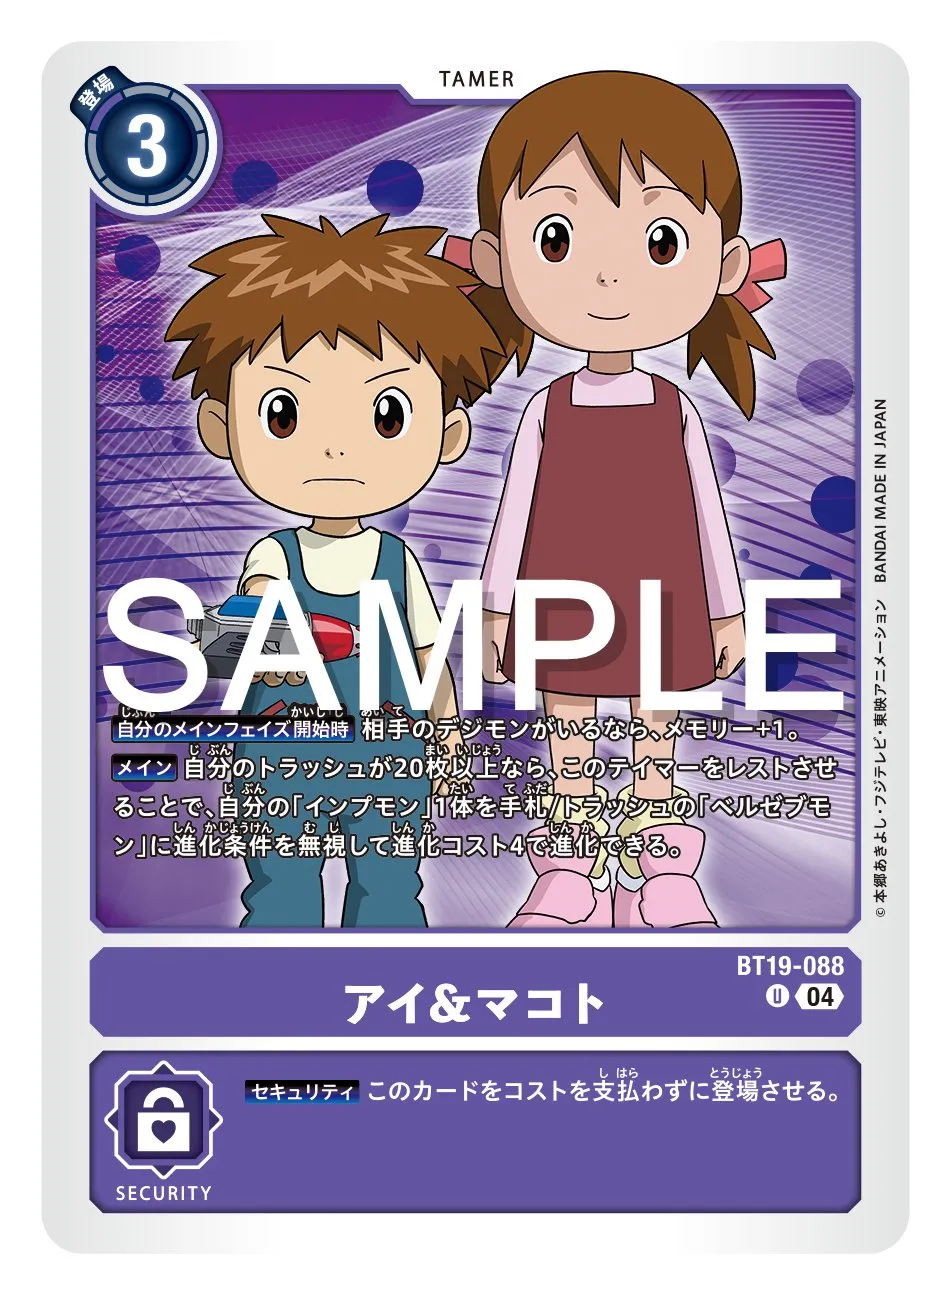 TAMER
登場
3
SAMPLE
自分のメインフェイズ開始時 相手のデジモンがいるなら、メモリー+1。
メイン 自分のトラッシュが20枚以上なら、このテイマーをレストさせ
ることで、自分の「インプモン」1体を手札/トラッシュの「ベルゼブモ
ン」に進化条件を無視して進化コスト4で進化できる。
©本郷あきよし・フジテレビ・東映アニメーション BANDAI MADE IN JAPAN
BT19-088
アイ&マコト
U 04
セキュリティ このカードをコストを支払わずに登場させる。
SECURITY